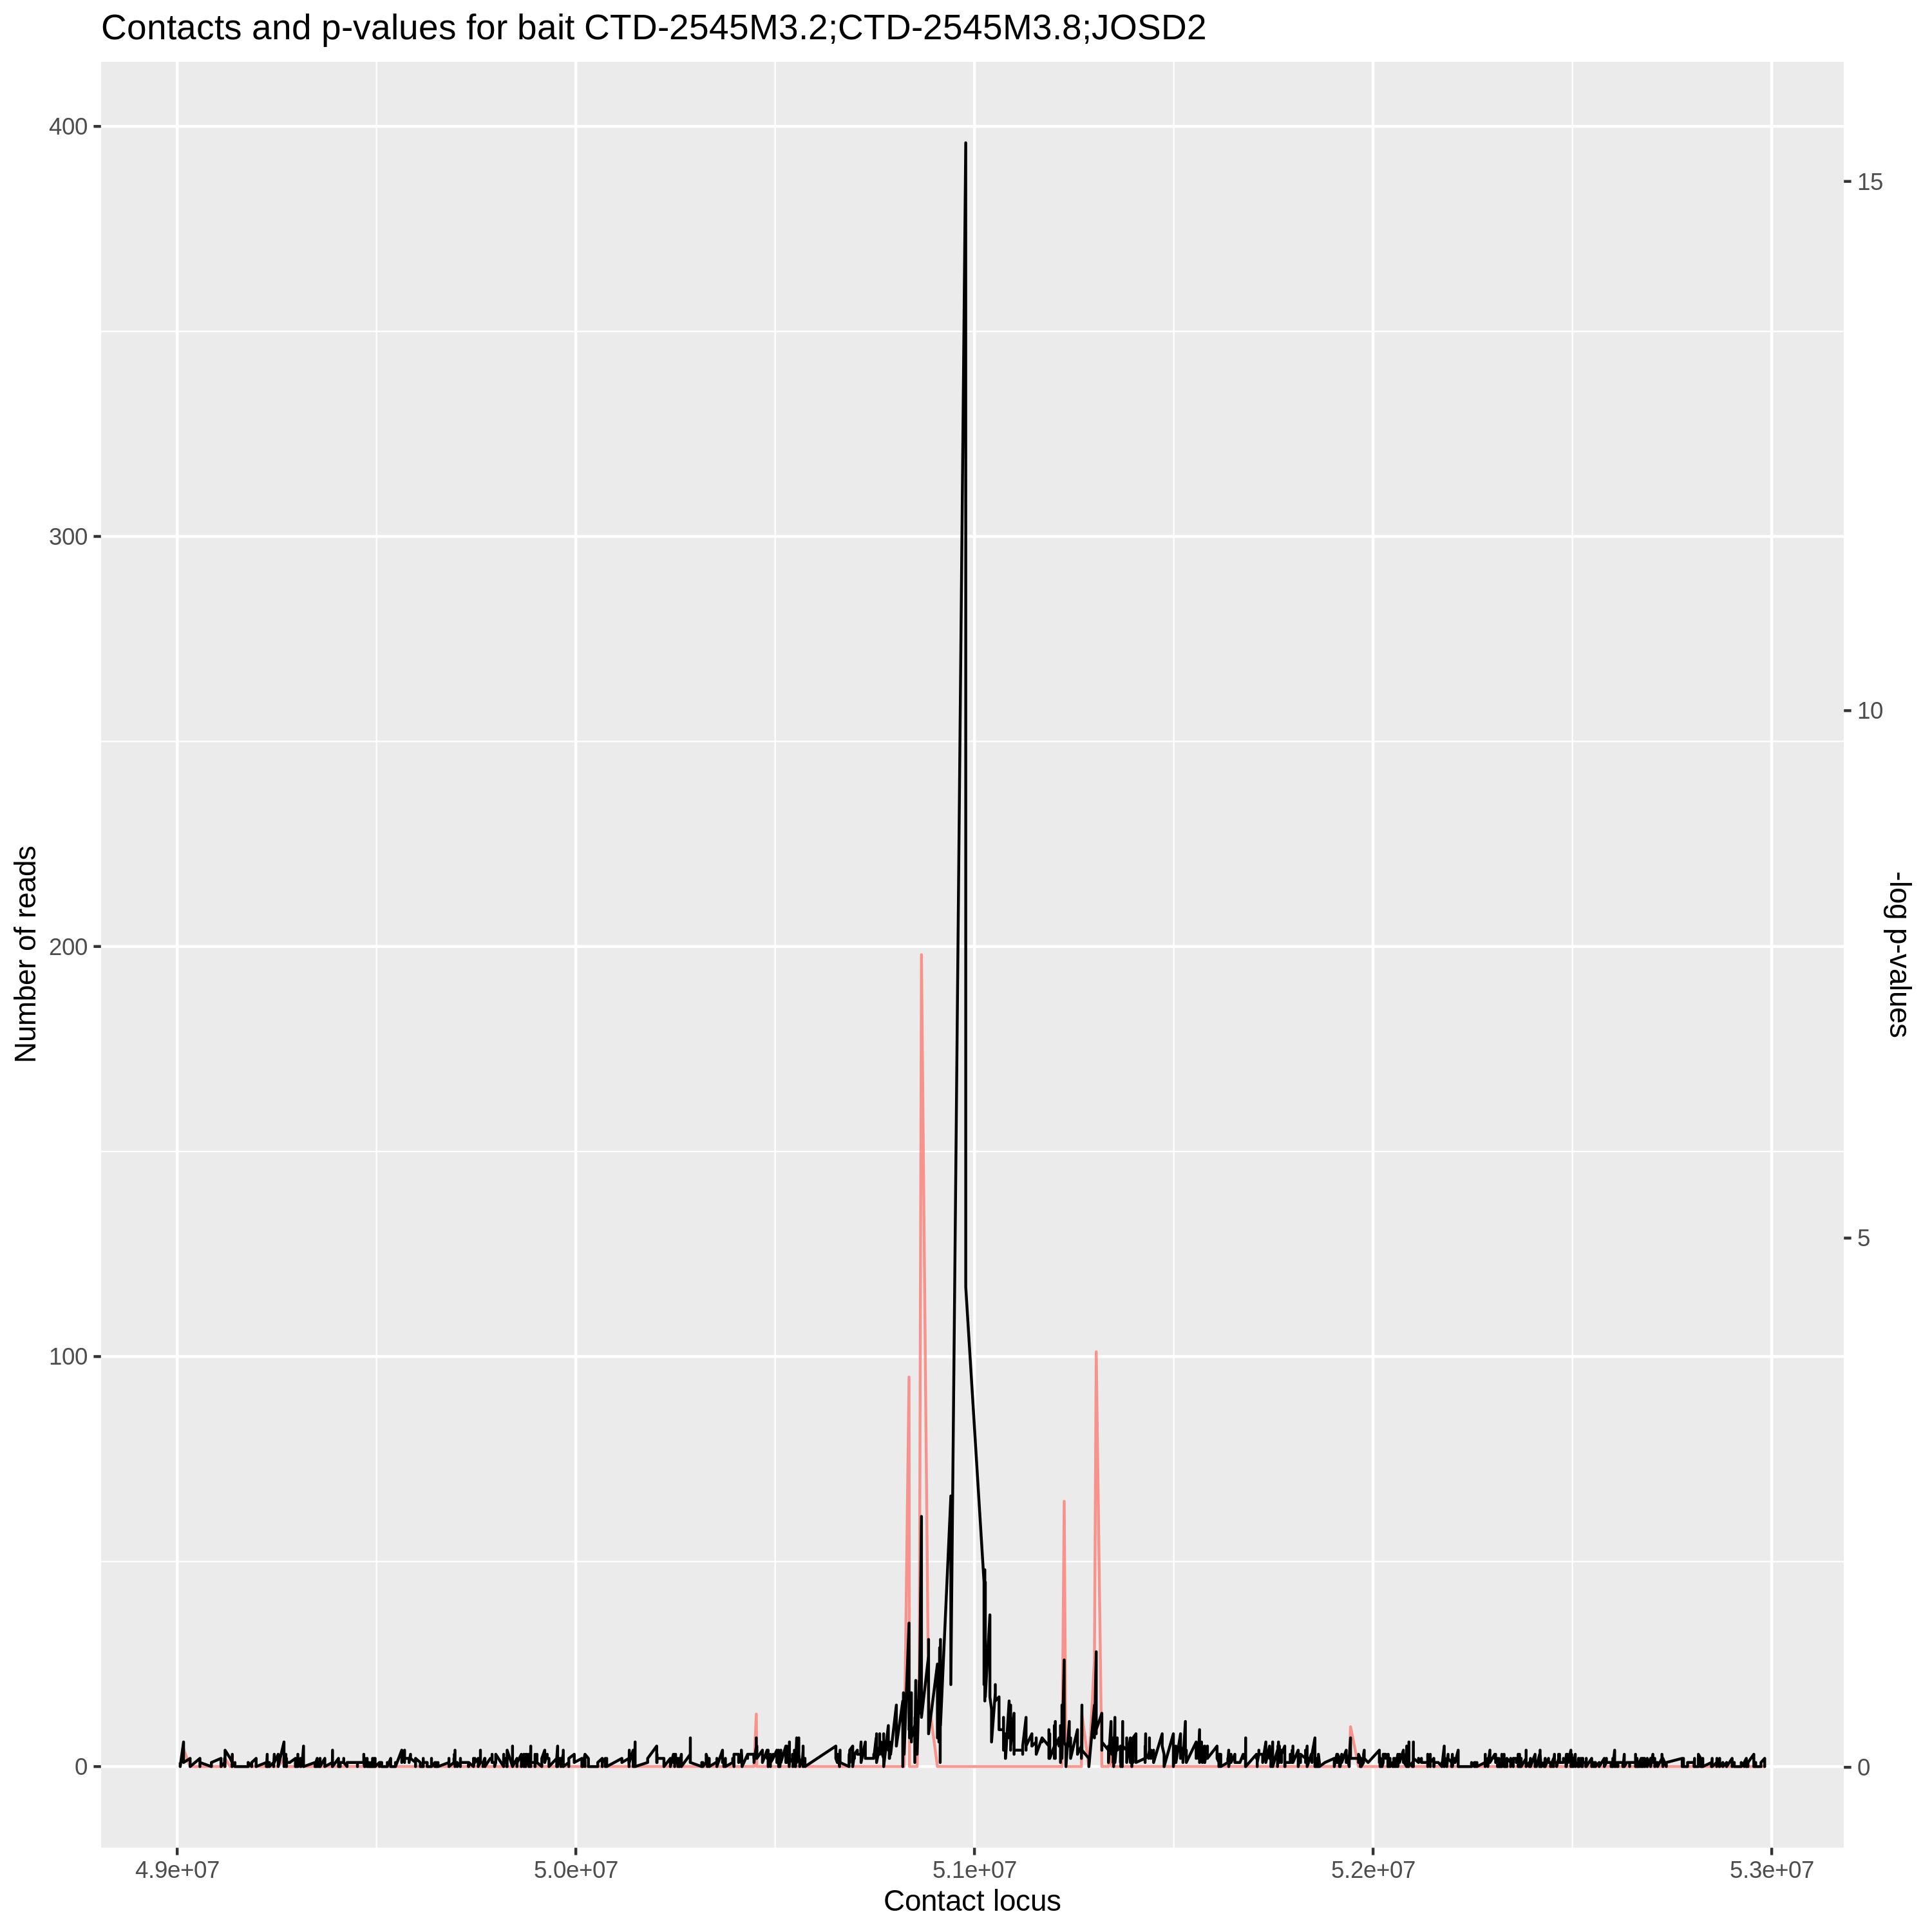 Contacts and p-values for bait CTD-2545M3.2;CTD-2545M3.8;JOSD2
400
300
200
100
0
Number of reads
15
10
5
0
-log p-values
4.9e+07 5.0e+07 5.1e+07 5.2e+07 5.3e+07
Contact locus